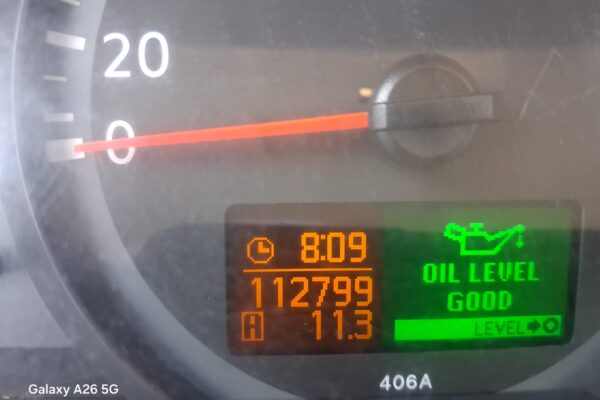 20
0
8:09
112799
11.3
OIL LEVEL
GOOD
LEVEL
406A
Galaxy A26 5G